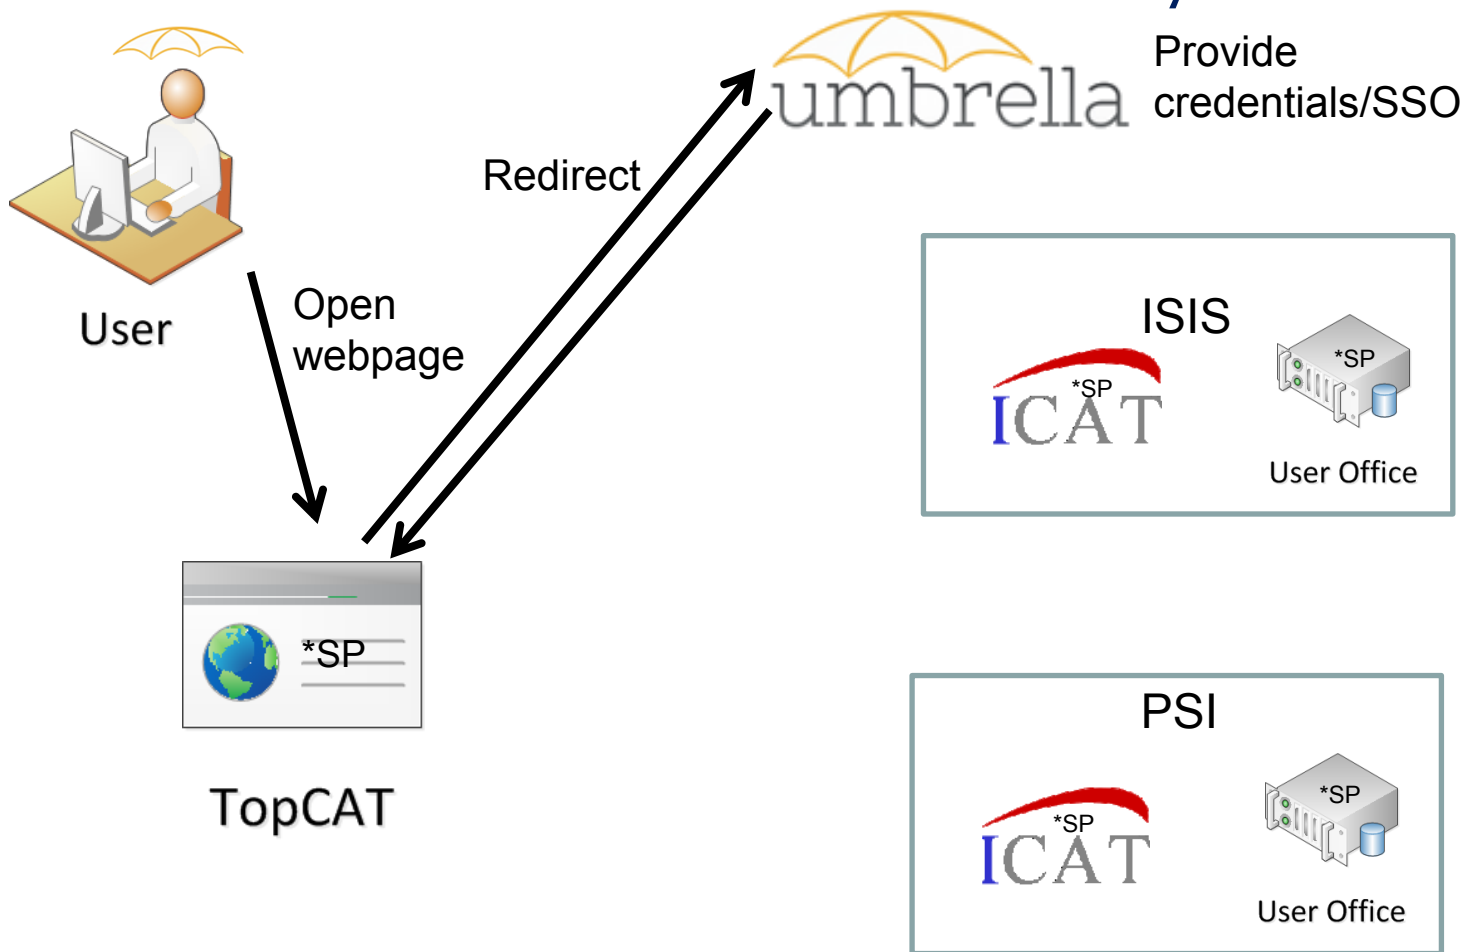 umbrella
Provide
credentials/SSO
Redirect
User
Open
webpage
ISIS
*SP
ICAT
*SP
User Office
*SP
TopCAT
PSI
*SP
ICAT
*SP
User Office